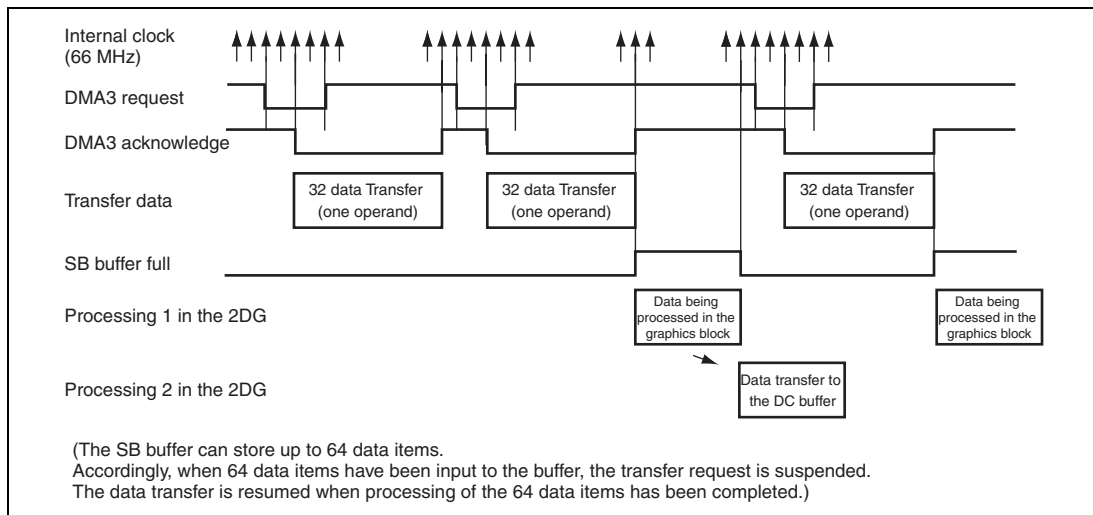 Internal clock
(66 MHz)
DMA3 request
DMA3 acknowledge
Transfer data
32 data Transfer
(one operand)
32 data Transfer
(one operand)
32 data Transfer
(one operand)
SB buffer full
Processing 1 in the 2DG
Data being
processed in the
graphics block
Data being
processed in the
graphics block
Processing 2 in the 2DG
Data transfer to
the DC buffer
(The SB buffer can store up to 64 data items.
Accordingly, when 64 data items have been input to the buffer, the transfer request is suspended.
The data transfer is resumed when processing of the 64 data items has been completed.)